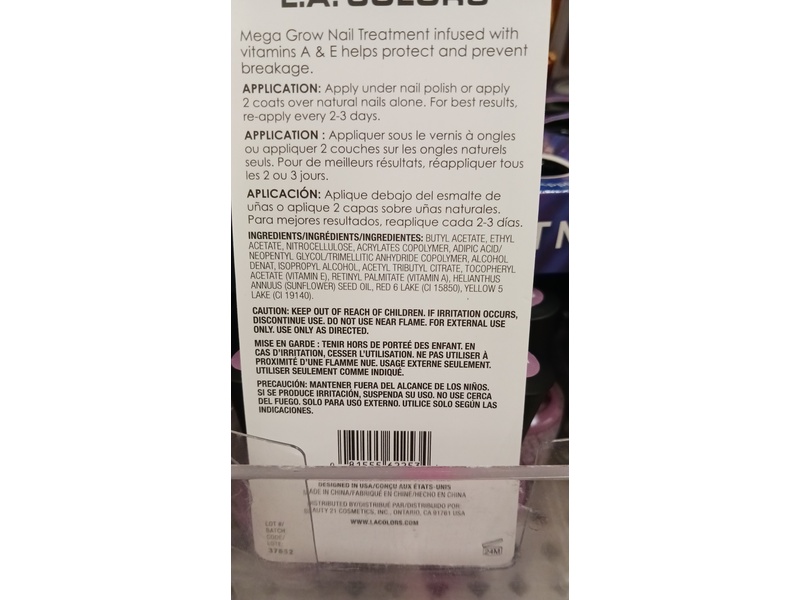 L.A. COLORS
Mega Grow Nail Treatment infused with
vitamins A & E helps protect and prevent
breakage.
APPLICATION: Apply under nail polish or apply
2 coats over natural nails alone. For best results,
re-apply every 2-3 days.
APPLICATION : Appliquer sous le vernis à ongles
ou appliquer 2 couches sur les ongles naturels
seuls. Pour de meilleurs résultats, réappliquer tous
les 2 ou 3 jours.
APLICACIÓN: Aplique debajo del esmalte de
uñas o aplique 2 capas sobre uñas naturales.
Para mejores resultados, reaplique cada 2-3 días.
INGREDIENTS/INGRÉDIENTS/INGREDIENTES: BUTYL ACETATE, ETHYL
ACETATE, NITROCELLULOSE, ACRYLATES COPOLYMER, ADIPIC ACID/
NEOPENTYL GLYCOL/TRIMELLITIC ANHYDRIDE COPOLYMER, ALCOHOL
DENAT, ISOPROPYL ALCOHOL, ACETYL TRIBUTYL CITRATE, TOCOPHERYL
ACETATE (VITAMIN E), RETINYL PALMITATE (VITAMIN A), HELIANTHUS
ANNUUS (SUNFLOWER) SEED OIL, RED 6 LAKE (CI 15850), YELLOW 5
LAKE (CI 19140).
CAUTION: KEEP OUT OF REACH OF CHILDREN. IF IRRITATION OCCURS,
DISCONTINUE USE. DO NOT USE NEAR FLAME. FOR EXTERNAL USE
ONLY. USE ONLY AS DIRECTED.
MISE EN GARDE : TENIR HORS DE PORTEÉ DES ENFANT. EN
CAS D'IRRITATION, CESSER L'UTILISATION. NE PAS UTILISER À
PROXIMITÉ D'UNE FLAMME NUE. USAGE EXTERNE SEULEMENT.
UTILISER SEULEMENT COMME INDIQUÉ.
PRECAUCIÓN: MANTENER FUERA DEL ALCANCE DE LOS NIÑOS.
SI SE PRODUCE IRRITACIÓN, SUSPENDA SU USO. NO USE CERCA
DEL FUEGO. SOLO PARA USO EXTERNO. UTILICE SOLO SEGÚN LAS
INDICACIONES.
DESIGNED IN USA/CONÇU AUX ÉTATS-UNIS
MADE IN CHINA/FABRIQUÉ EN CHINE/HECHO EN CHINA
DISTRIBUTED BY/DISTRIBUÉ PAR/DISTRIBUIDO POR
BEAUTY 21 COSMETICS, INC., ONTARIO, CA 91761 USA
WWW.LACOLORS.COM
LOT #/
BATCH
CODE/
LOTE:
37852
24M